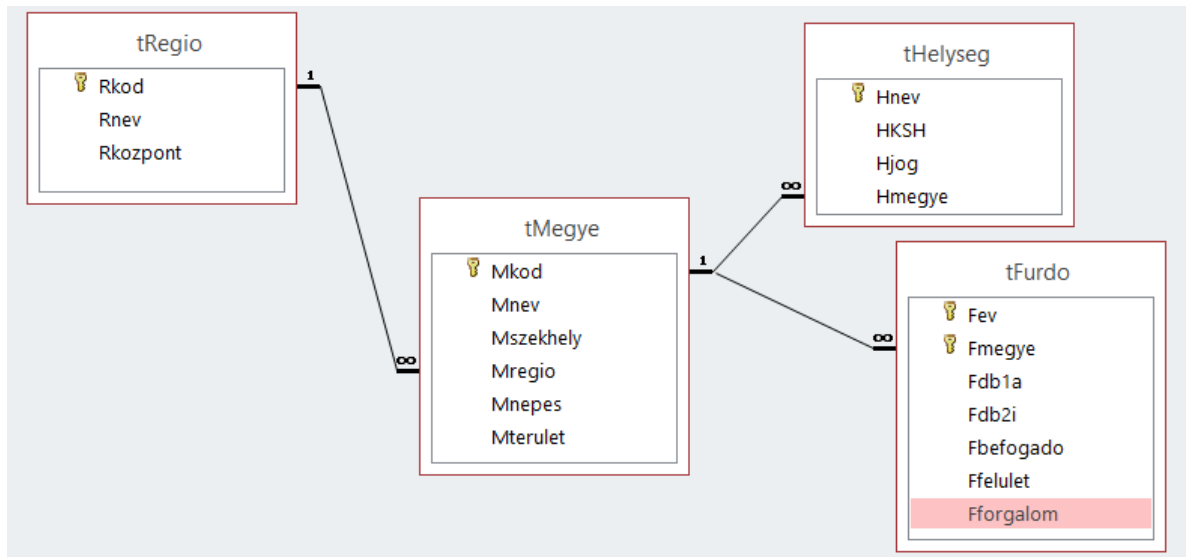 tRegio
Rkod
Rnev
Rkozpont
1
∞
tMegye
Mkod
Mnev
Mszekhely
Mregio
Mnepes
Mterulet
1
∞
∞
tHelyseg
Hnev
HKSH
Hjog
Hmegye
tFurdo
Fev
Fmegye
Fdb1a
Fdb2i
Fbefogado
Ffelulet
Fforgalom